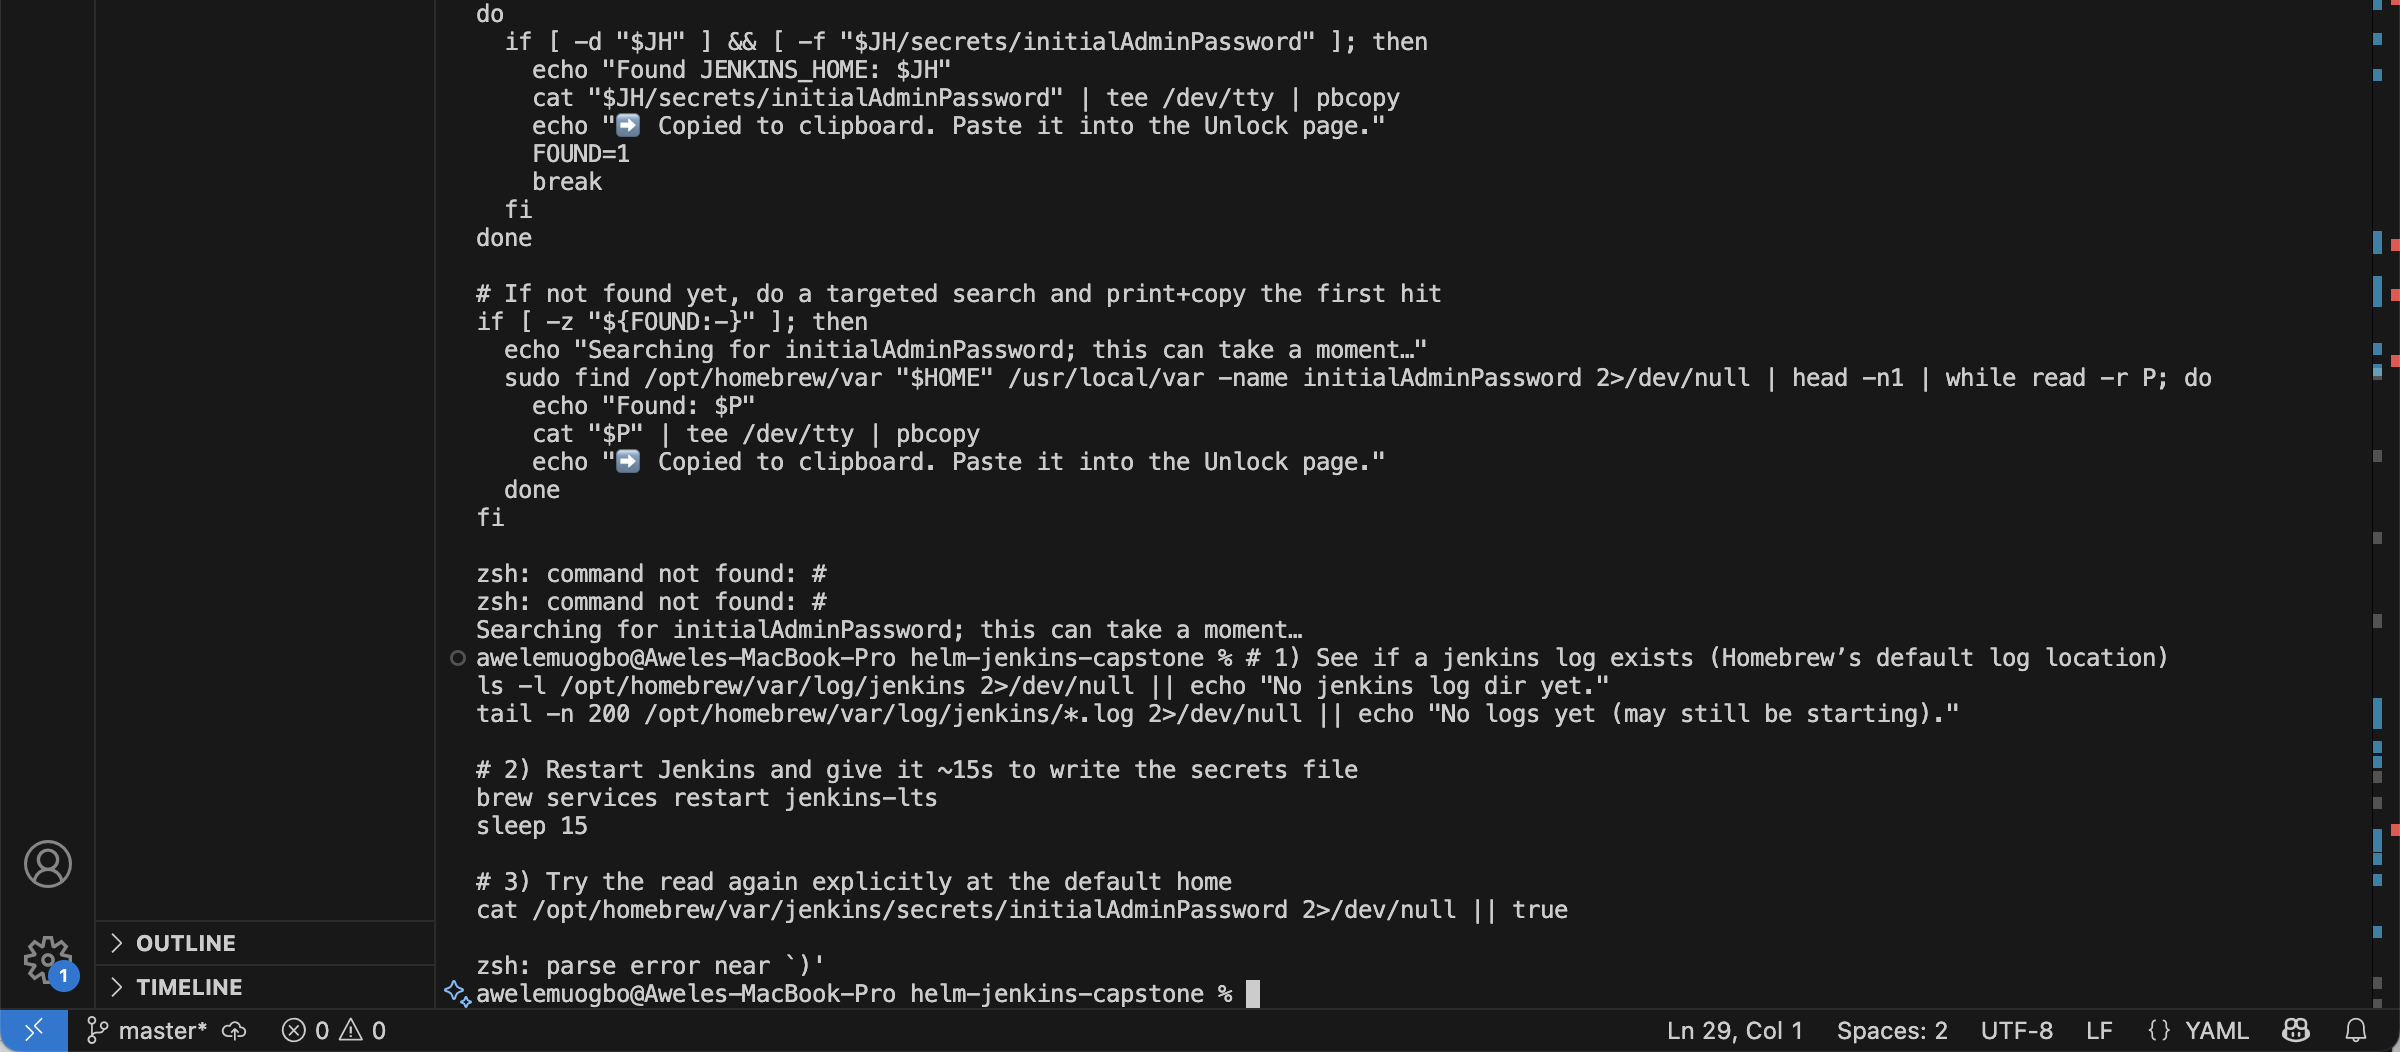 do
  if [ -d "$JH" ] && [ -f "$JH/secrets/initialAdminPassword" ]; then
    echo "Found JENKINS_HOME: $JH"
    cat "$JH/secrets/initialAdminPassword" | tee /dev/tty | pbcopy
    echo "➡️ Copied to clipboard. Paste it into the Unlock page."
    FOUND=1
    break
  fi
done

# If not found yet, do a targeted search and print+copy the first hit
if [ -z "${FOUND:-}" ]; then
  echo "Searching for initialAdminPassword; this can take a moment…"
  sudo find /opt/homebrew/var "$HOME" /usr/local/var -name initialAdminPassword 2>/dev/null | head -n1 | while read -r P; do
    echo "Found: $P"
    cat "$P" | tee /dev/tty | pbcopy
    echo "➡️ Copied to clipboard. Paste it into the Unlock page."
  done
fi

zsh: command not found: #
zsh: command not found: #
Searching for initialAdminPassword; this can take a moment…
awelemuogbo@Aweles-MacBook-Pro helm-jenkins-capstone % # 1) See if a jenkins log exists (Homebrew’s default log location)
ls -l /opt/homebrew/var/log/jenkins 2>/dev/null || echo "No jenkins log dir yet."
tail -n 200 /opt/homebrew/var/log/jenkins/*.log 2>/dev/null || echo "No logs yet (may still be starting)."

# 2) Restart Jenkins and give it ~15s to write the secrets file
brew services restart jenkins-lts
sleep 15

# 3) Try the read again explicitly at the default home
cat /opt/homebrew/var/jenkins/secrets/initialAdminPassword 2>/dev/null || true

zsh: parse error near `)'
awelemuogbo@Aweles-MacBook-Pro helm-jenkins-capstone %
OUTLINE
TIMELINE
1
master* 0 0 Ln 29, Col 1 Spaces: 2 UTF-8 LF {} YAML